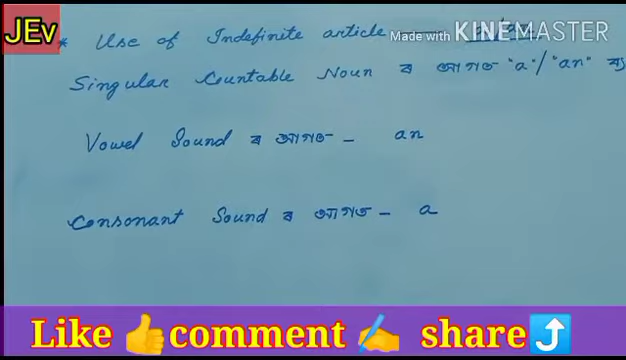 JEv
Made with KINEMASTER
* Use of Indefinite article
Singular Countable Noun ৰ আগত "a"/"an"
Vowel Sound ৰ আগত - an
Consonant Sound ৰ আগত - a
Like 👍 comment ✍ share ⤴